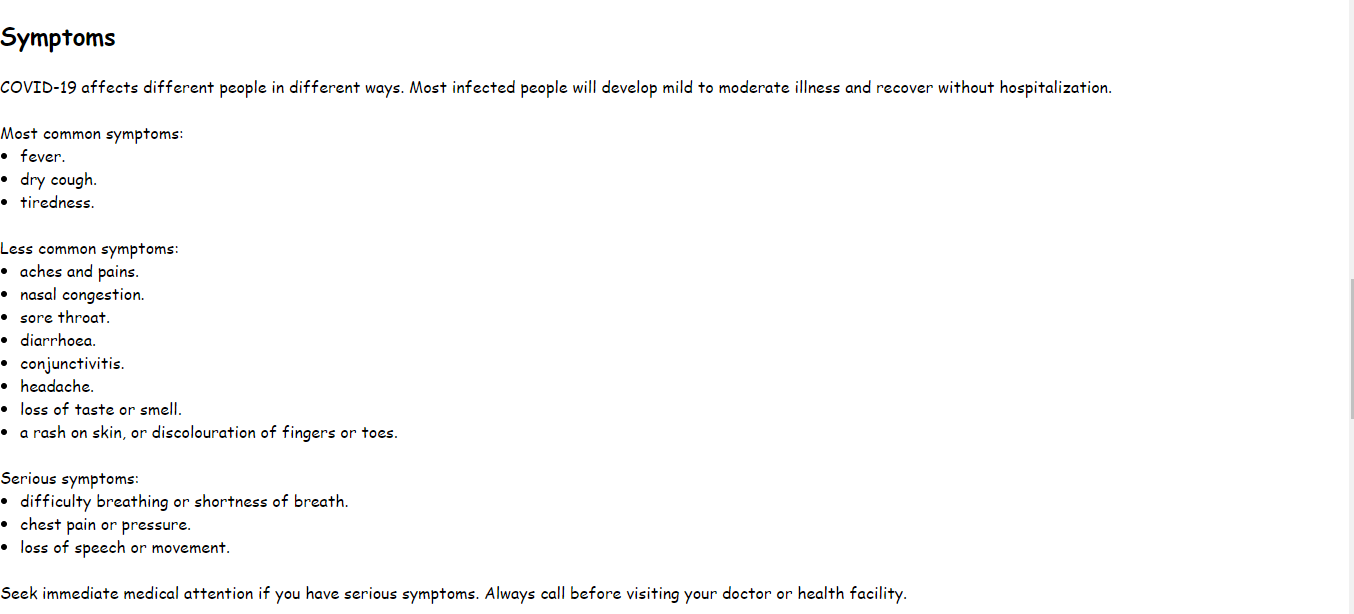 Symptoms
COVID-19 affects different people in different ways. Most infected people will develop mild to moderate illness and recover without hospitalization.
Most common symptoms:
• fever.
• dry cough.
• tiredness.
Less common symptoms:
• aches and pains.
• nasal congestion.
• sore throat.
• diarrhoea.
• conjunctivitis.
• headache.
• loss of taste or smell.
• a rash on skin, or discolouration of fingers or toes.
Serious symptoms:
• difficulty breathing or shortness of breath.
• chest pain or pressure.
• loss of speech or movement.
Seek immediate medical attention if you have serious symptoms. Always call before visiting your doctor or health facility.